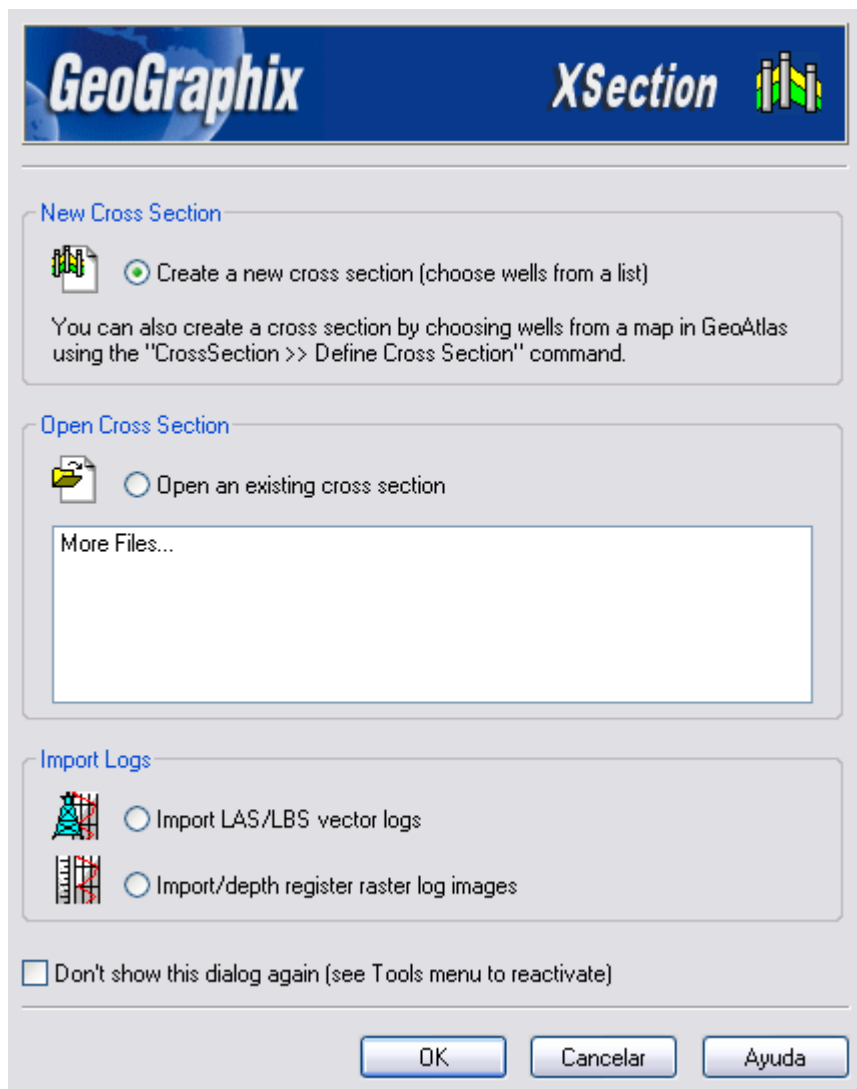 GeoGraphix
XSection
New Cross Section
Create a new cross section (choose wells from a list)
You can also create a cross section by choosing wells from a map in GeoAtlas
using the "CrossSection >> Define Cross Section" command.
Open Cross Section
Open an existing cross section
More Files...
Import Logs
Import LAS/LBS vector logs
Import/depth register raster log images
Don't show this dialog again (see Tools menu to reactivate)
OK
Cancelar
Ayuda